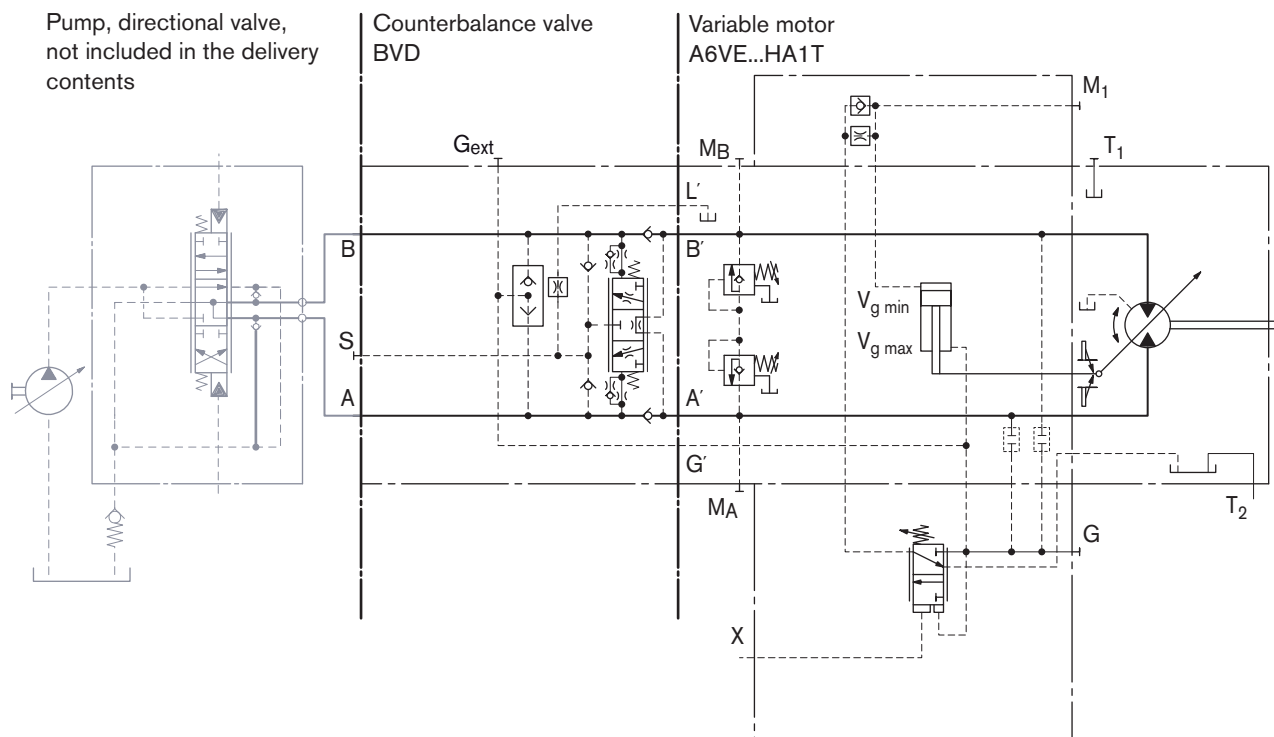 Pump, directional valve,
not included in the delivery
contents
Counterbalance valve
BVD
Variable motor
A6VE...HA1T
M1
Gext
MB
T1
L′
B
B′
Vg min
S
Vg max
A
A′
G′
MA
T2
G
X